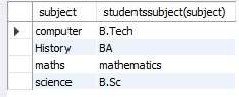 subject studentssubject(subject)
computer B.Tech
History BA
maths mathematics
science B.Sc